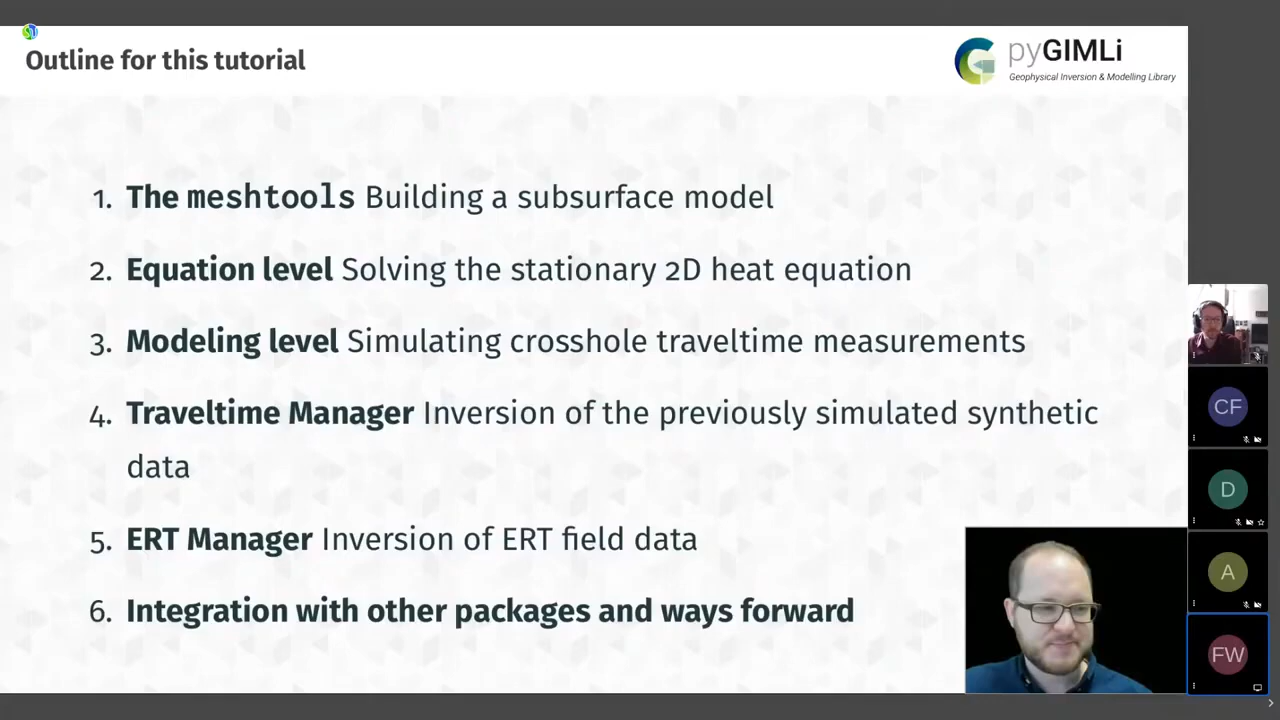 Outline for this tutorial
pyGIMLi
Geophysical Inversion & Modelling Library
1. The meshtools Building a subsurface model
2. Equation level Solving the stationary 2D heat equation
3. Modeling level Simulating crosshole traveltime measurements
4. Traveltime Manager Inversion of the previously simulated synthetic
data
5. ERT Manager Inversion of ERT field data
6. Integration with other packages and ways forward
CF
D
A
FW